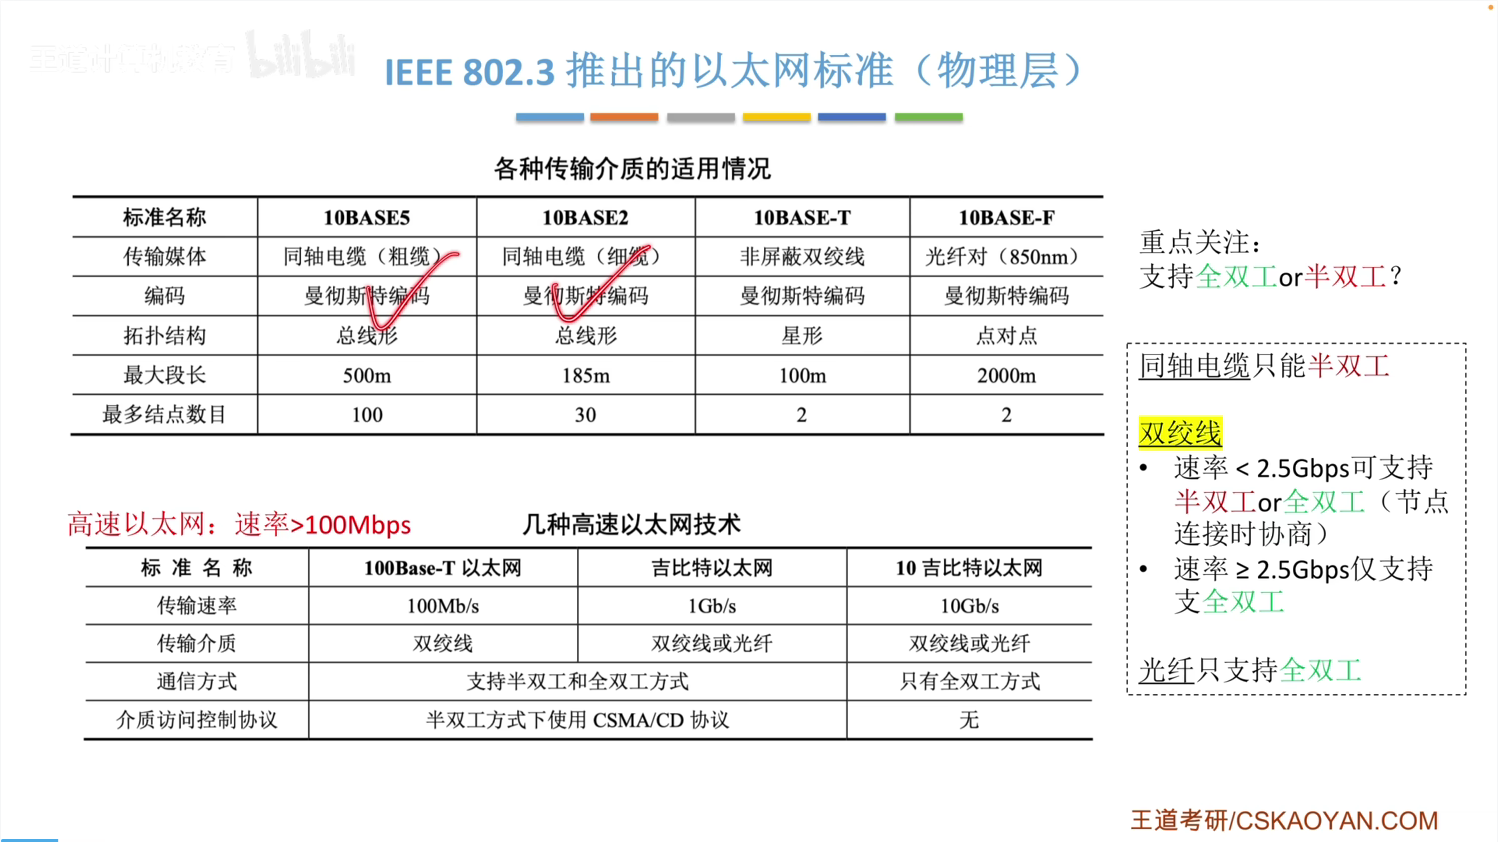 王道计算机教育 bilibili
IEEE 802.3 推出的以太网标准（物理层）
各种传输介质的适用情况
标准名称 10BASE5 10BASE2 10BASE-T 10BASE-F
传输媒体 同轴电缆（粗缆） 同轴电缆（细缆） 非屏蔽双绞线 光纤对（850nm）
编码 曼彻斯特编码 曼彻斯特编码 曼彻斯特编码 曼彻斯特编码
拓扑结构 总线形 总线形 星形 点对点
最大段长 500m 185m 100m 2000m
最多结点数目 100 30 2 2
高速以太网：速率>100Mbps
几种高速以太网技术
标准名称 100Base-T 以太网 吉比特以太网 10 吉比特以太网
传输速率 100Mb/s 1Gb/s 10Gb/s
传输介质 双绞线 双绞线或光纤 双绞线或光纤
通信方式 支持半双工和全双工方式 只有全双工方式
介质访问控制协议 半双工方式下使用 CSMA/CD 协议 无
重点关注：
支持全双工or半双工？
同轴电缆只能半双工
双绞线
• 速率 < 2.5Gbps可支持
半双工or全双工（节点
连接时协商）
• 速率 ≥ 2.5Gbps仅支持
支全双工
光纤只支持全双工
王道考研/CSKAOYAN.COM